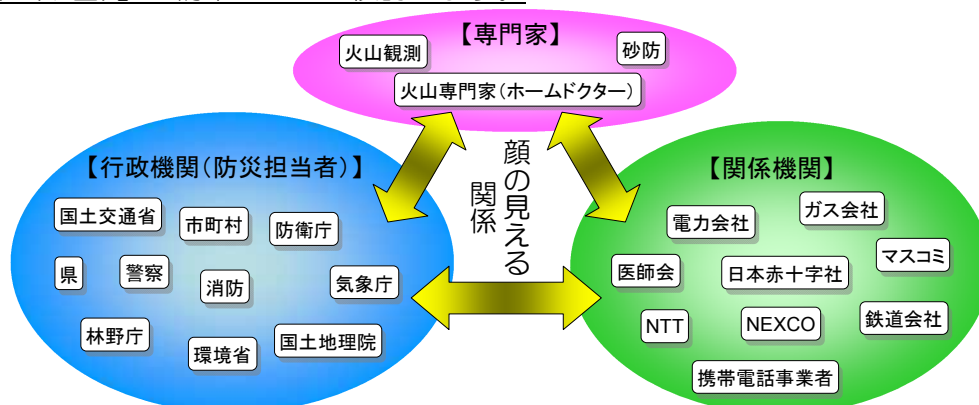 【専門家】
火山観測
砂防
火山専門家（ホームドクター）
顔の見える
関係
【行政機関（防災担当者）】
国土交通省
市町村
防衛庁
県
警察
消防
気象庁
林野庁
環境省
国土地理院
【関係機関】
電力会社
ガス会社
マスコミ
医師会
日本赤十字社
NTT
NEXCO
鉄道会社
携帯電話事業者